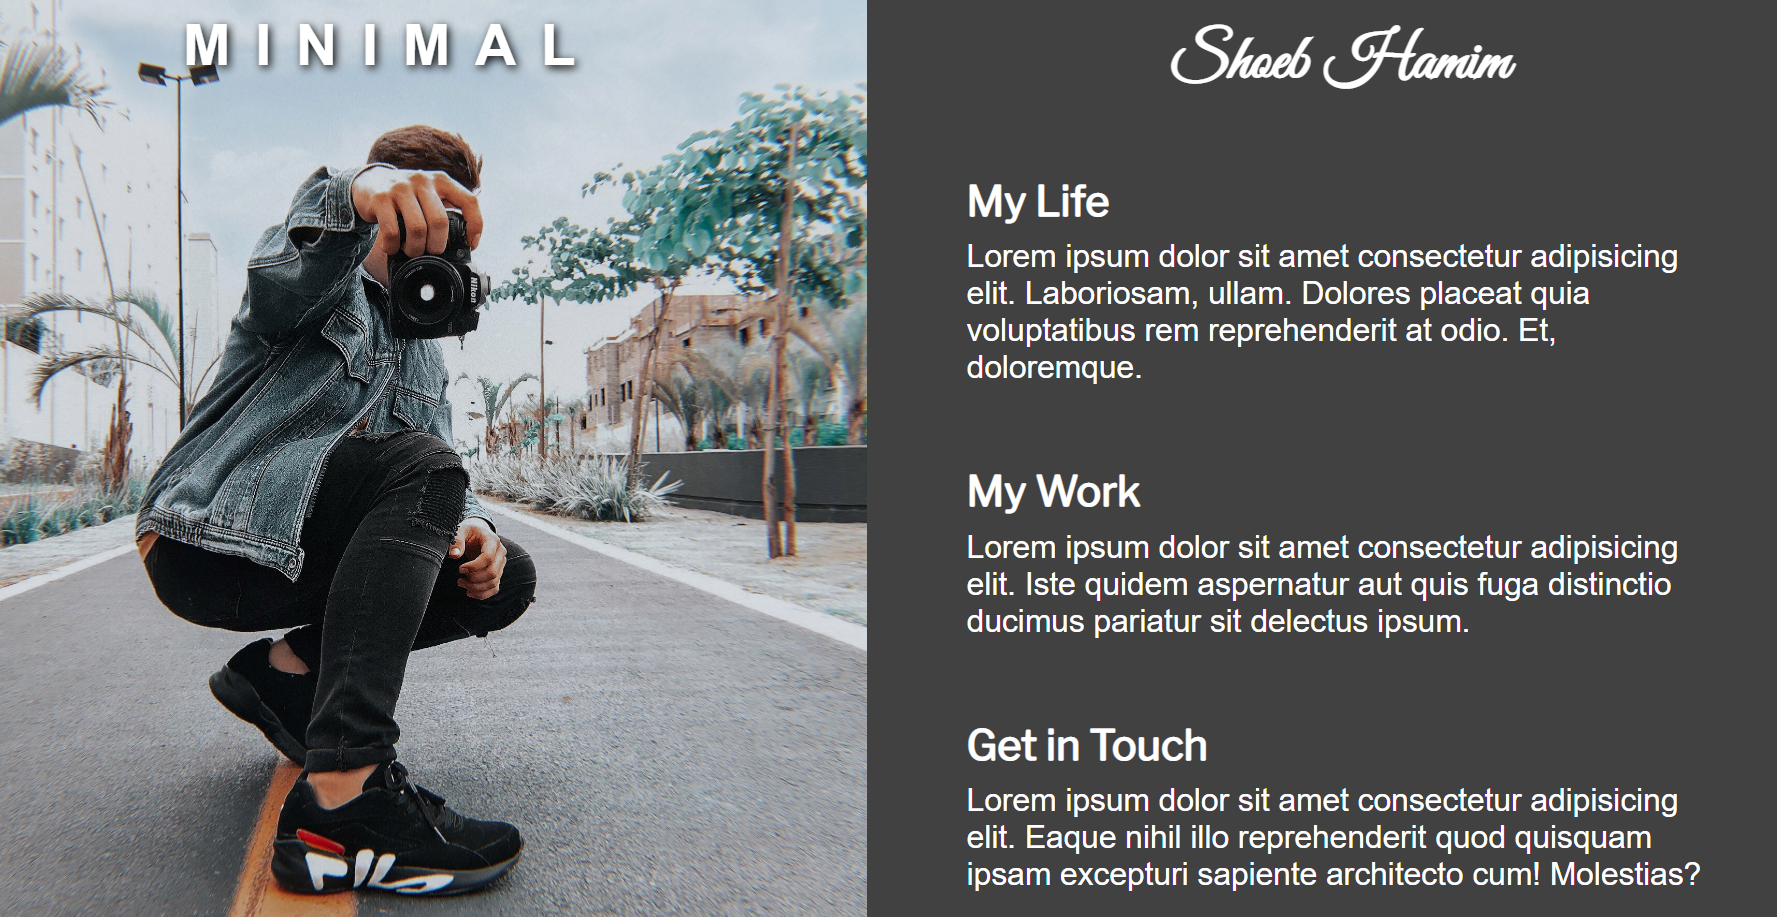 MINIMAL
Nikon
FILA
Shoeb Hamim
My Life
Lorem ipsum dolor sit amet consectetur adipisicing
elit. Laboriosam, ullam. Dolores placeat quia
voluptatibus rem reprehenderit at odio. Et,
doloremque.
My Work
Lorem ipsum dolor sit amet consectetur adipisicing
elit. Iste quidem aspernatur aut quis fuga distinctio
ducimus pariatur sit delectus ipsum.
Get in Touch
Lorem ipsum dolor sit amet consectetur adipisicing
elit. Eaque nihil illo reprehenderit quod quisquam
ipsam excepturi sapiente architecto cum! Molestias?